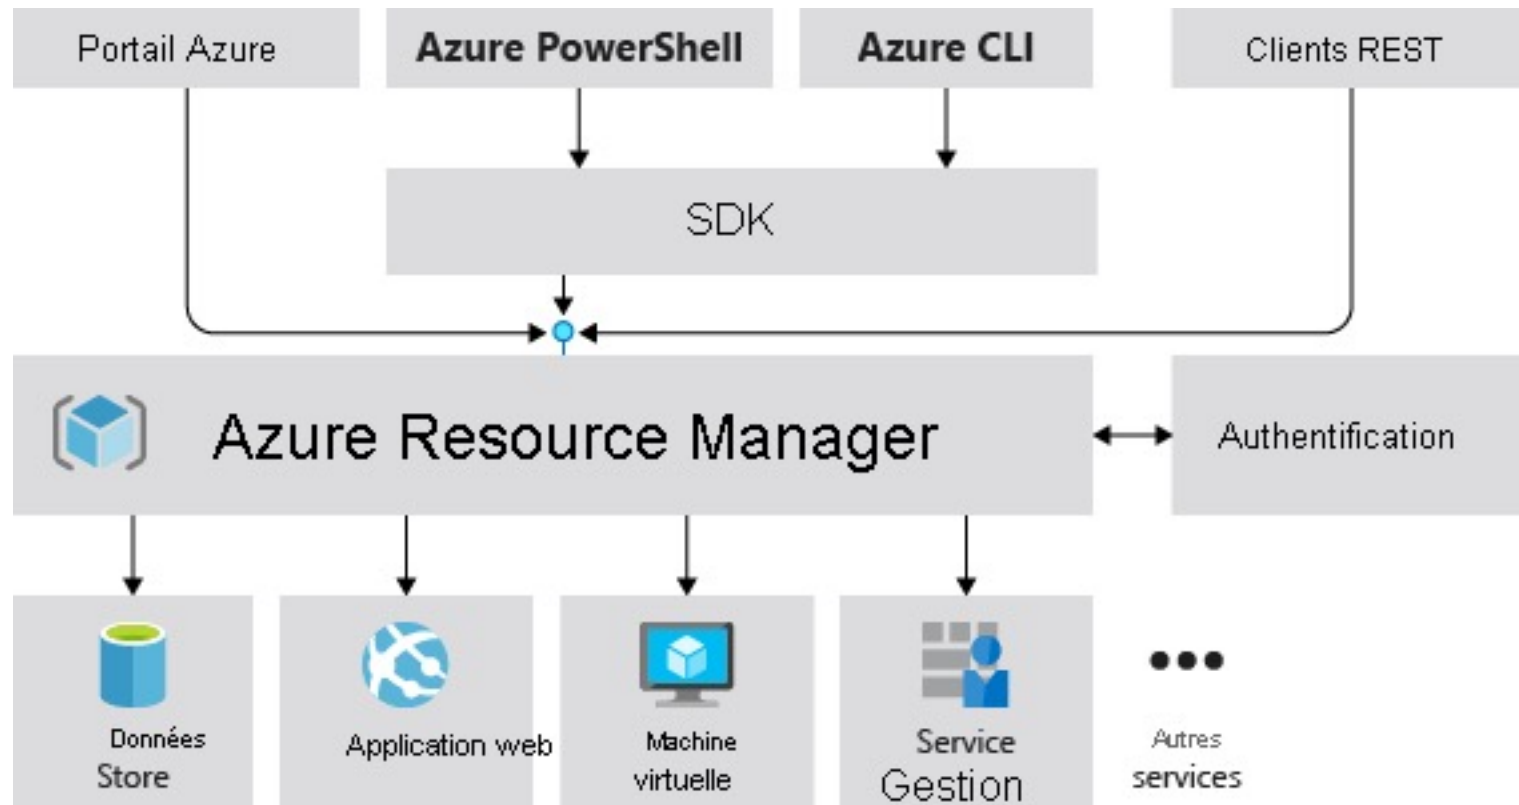 Portail Azure
Azure PowerShell
Azure CLI
Clients REST
SDK
Azure Resource Manager
Authentification
Données
Store
Application web
Machine
virtuelle
Service
Gestion
Autres
services